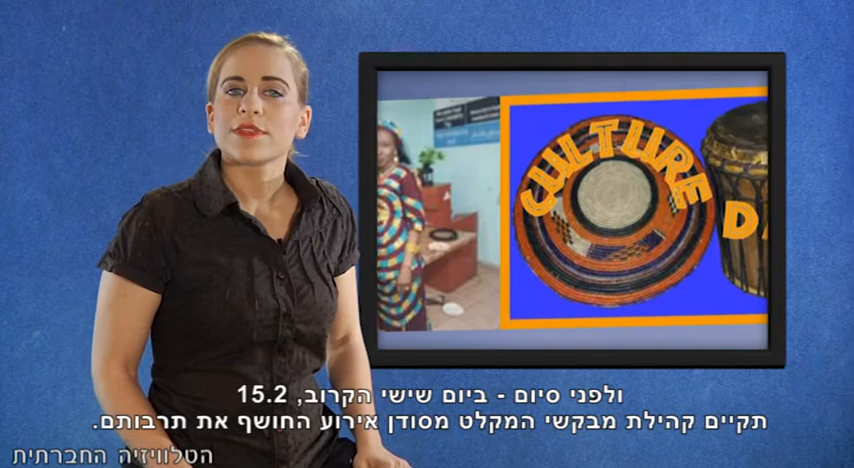 CULTURE
ולפני סיום - ביום שישי הקרוב, 15.2
תקיים קהילת מבקשי המקלט מסודן אירוע החושף את תרבותם.
הטלוויזיה החברתית